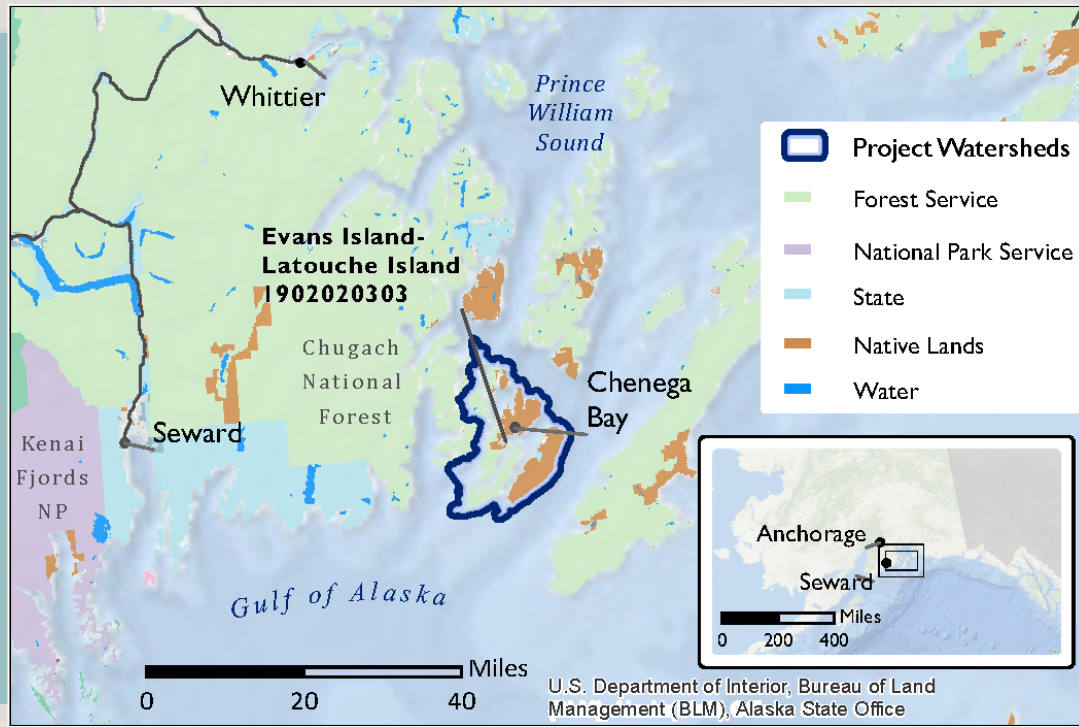 Whittier
Prince
William
Sound
Evans Island-
Latouche Island
1902020303
Chugach
National
Forest
Chenega
Bay
Seward
Kenai
Fjords
NP
Gulf of Alaska
Miles
0 20 40
Project Watersheds
Forest Service
National Park Service
State
Native Lands
Water
Anchorage
Seward
Miles
0 200 400
U.S. Department of Interior, Bureau of Land
Management (BLM), Alaska State Office